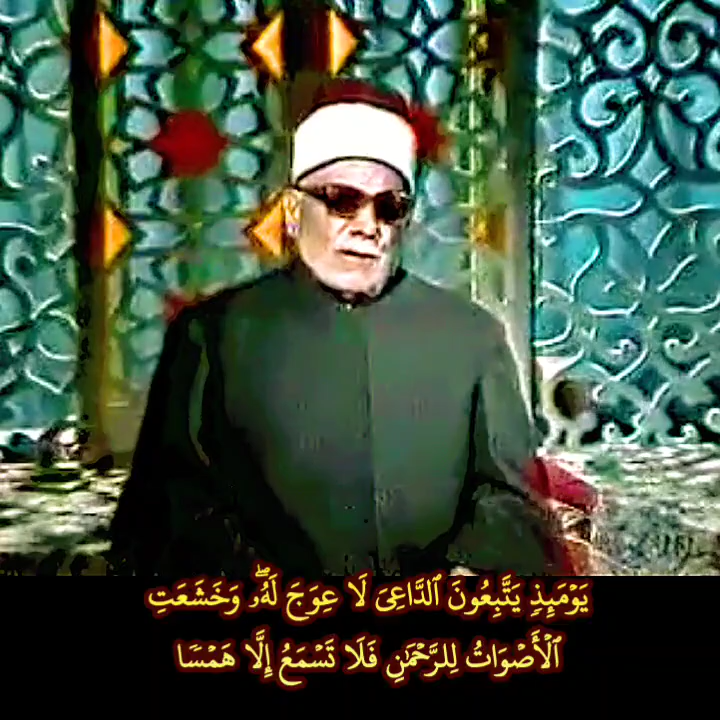 يَوْمَئِذٍ يَتَّبِعُونَ ٱلدَّاعِىَ لَا عِوَجَ لَهُۥۖ وَخَشَعَتِ
ٱلْأَصْوَاتُ لِلرَّحْمَٰنِ فَلَا تَسْمَعُ إِلَّا هَمْسًا